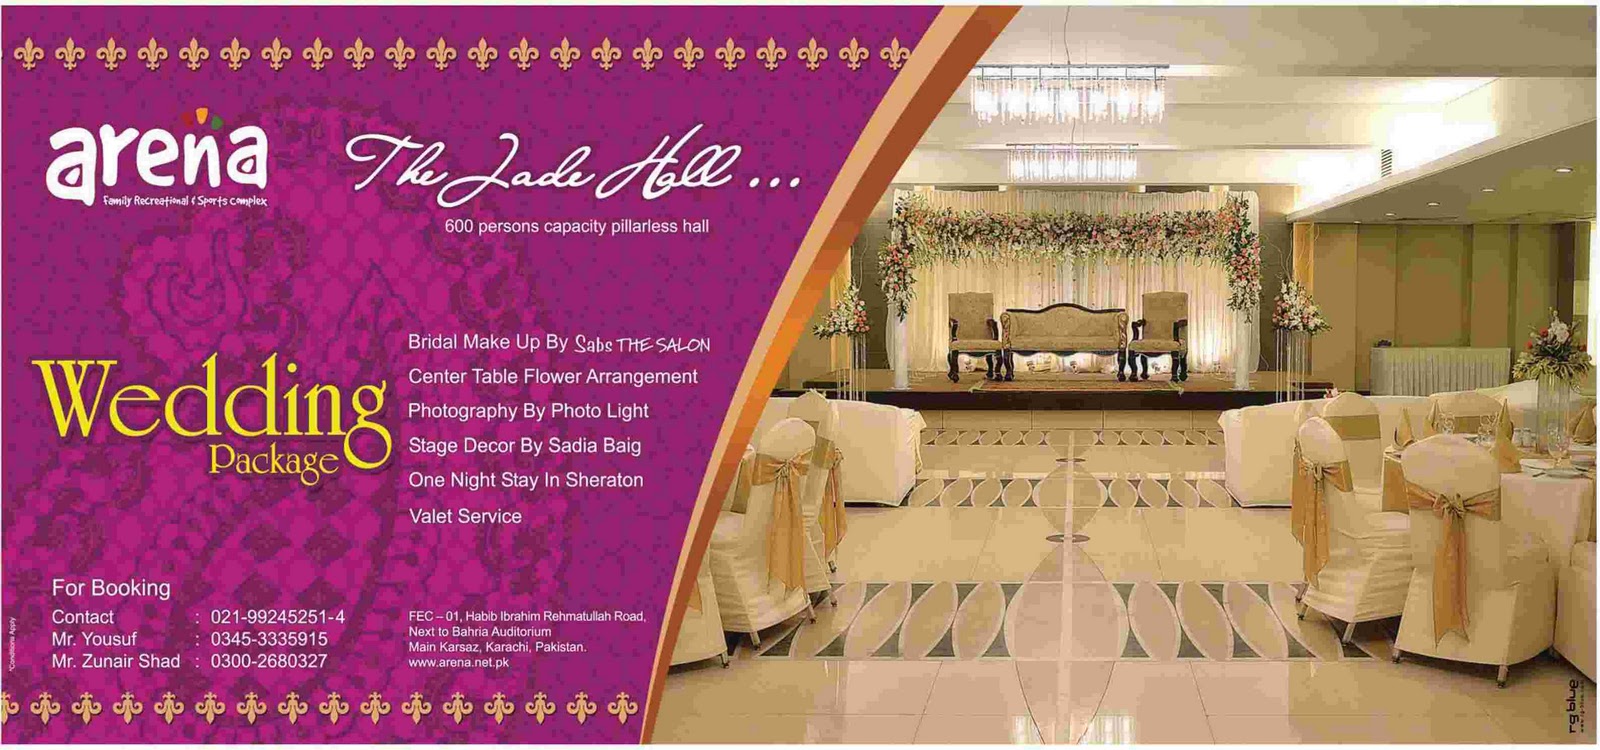 arena
Family Recreational & Sports Complex
The Jade Hall ...
600 persons capacity pillarless hall
Wedding
Package
Bridal Make Up By Sabs THE SALON
Center Table Flower Arrangement
Photography By Photo Light
Stage Decor By Sadia Baig
One Night Stay In Sheraton
Valet Service
For Booking
Contact : 021-99245251-4
Mr. Yousuf : 0345-3335915
Mr. Zunair Shad : 0300-2680327
FEC – 01, Habib Ibrahim Rehmatullah Road,
Next to Bahria Auditorium
Main Karsaz, Karachi, Pakistan.
www.arena.net.pk
*Conditions Apply
rg blue